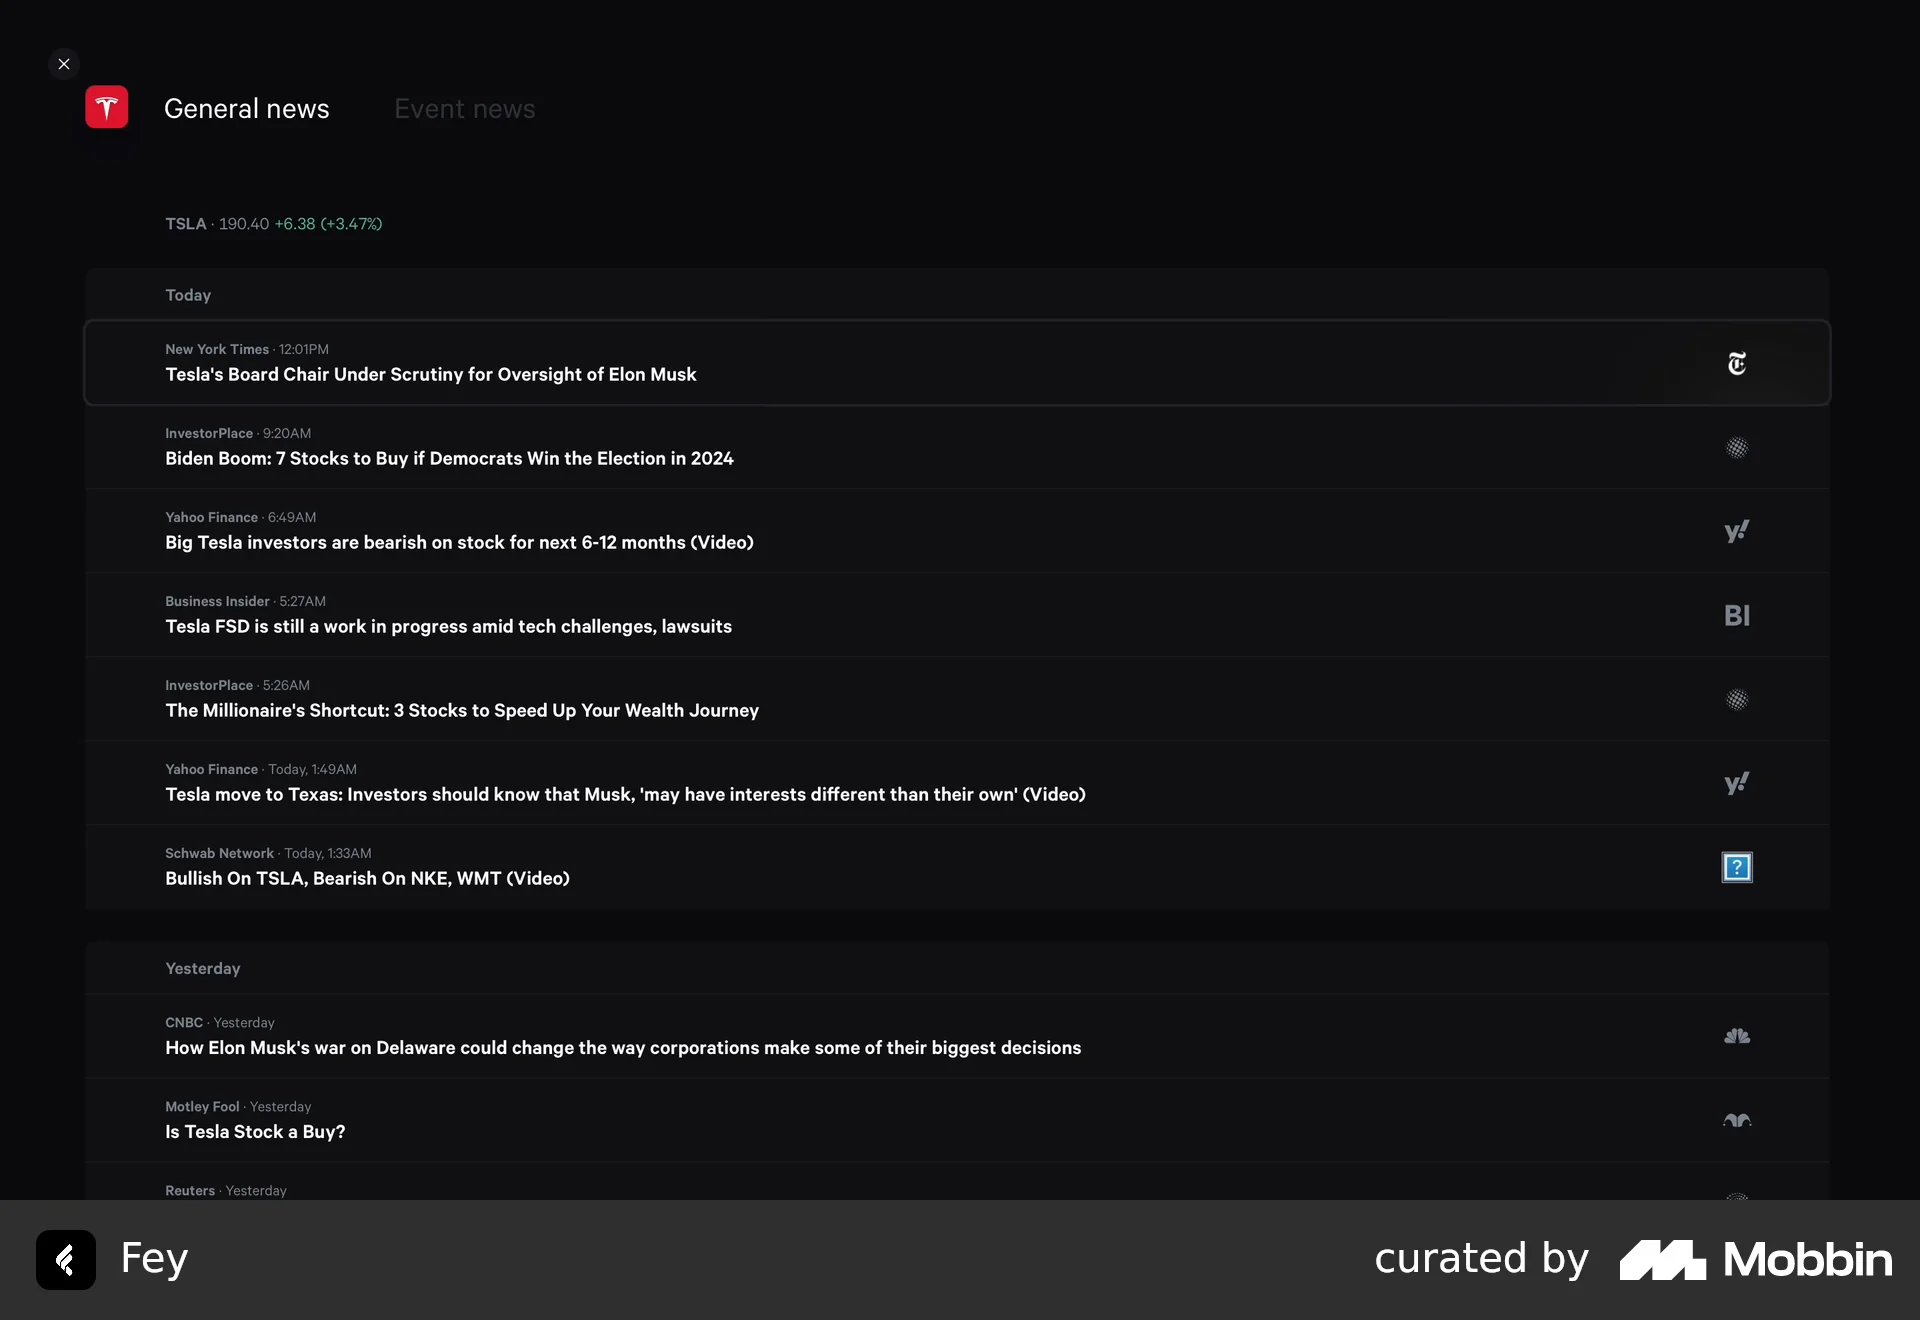 General news
Event news
TSLA · 190.40 +6.38 (+3.47%)
Today
New York Times · 12:01PM
Tesla's Board Chair Under Scrutiny for Oversight of Elon Musk
InvestorPlace · 9:20AM
Biden Boom: 7 Stocks to Buy if Democrats Win the Election in 2024
Yahoo Finance · 6:49AM
Big Tesla investors are bearish on stock for next 6-12 months (Video)
y!
Business Insider · 5:27AM
Tesla FSD is still a work in progress amid tech challenges, lawsuits
BI
InvestorPlace · 5:26AM
The Millionaire's Shortcut: 3 Stocks to Speed Up Your Wealth Journey
Yahoo Finance · Today, 1:49AM
Tesla move to Texas: Investors should know that Musk, 'may have interests different than their own' (Video)
y!
Schwab Network · Today, 1:33AM
Bullish On TSLA, Bearish On NKE, WMT (Video)
?
Yesterday
CNBC · Yesterday
How Elon Musk's war on Delaware could change the way corporations make some of their biggest decisions
Motley Fool · Yesterday
Is Tesla Stock a Buy?
Reuters · Yesterday
Fey
curated by Mobbin